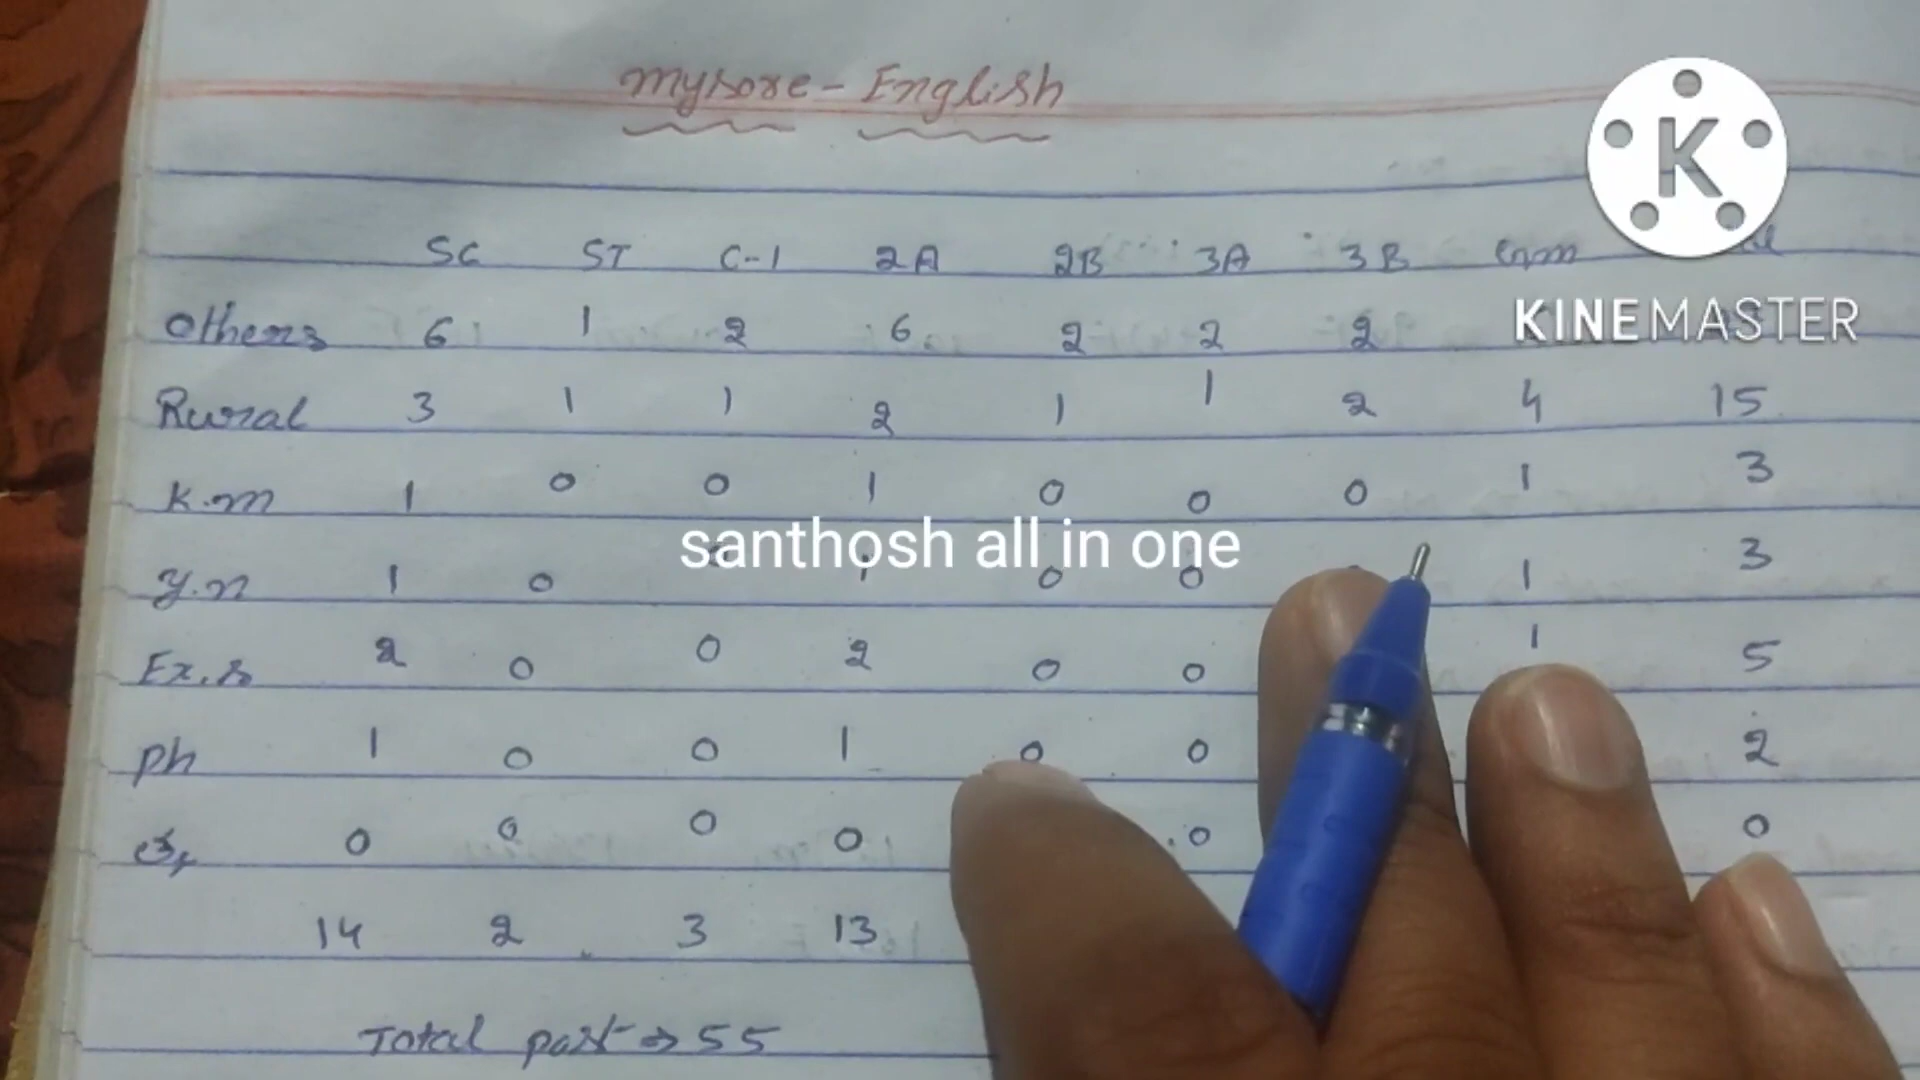 Mysore - English
SC ST C-1 2A 2B 3A 3B Gm
K
KINEMASTER
Others 6 1 2 6 2 2 2
Rural 3 1 1 2 1 1 2 4 15
K.m 1 0 0 1 0 0 0 1 3
santhosh all in one
y.n 1 0 1 0 0 1 3
Ex.s 2 0 0 2 0 0 1 5
Ph 1 0 0 1 0 0 2
0 0 0 0 0 0
14 2 3 13
Total post ⇒ 55